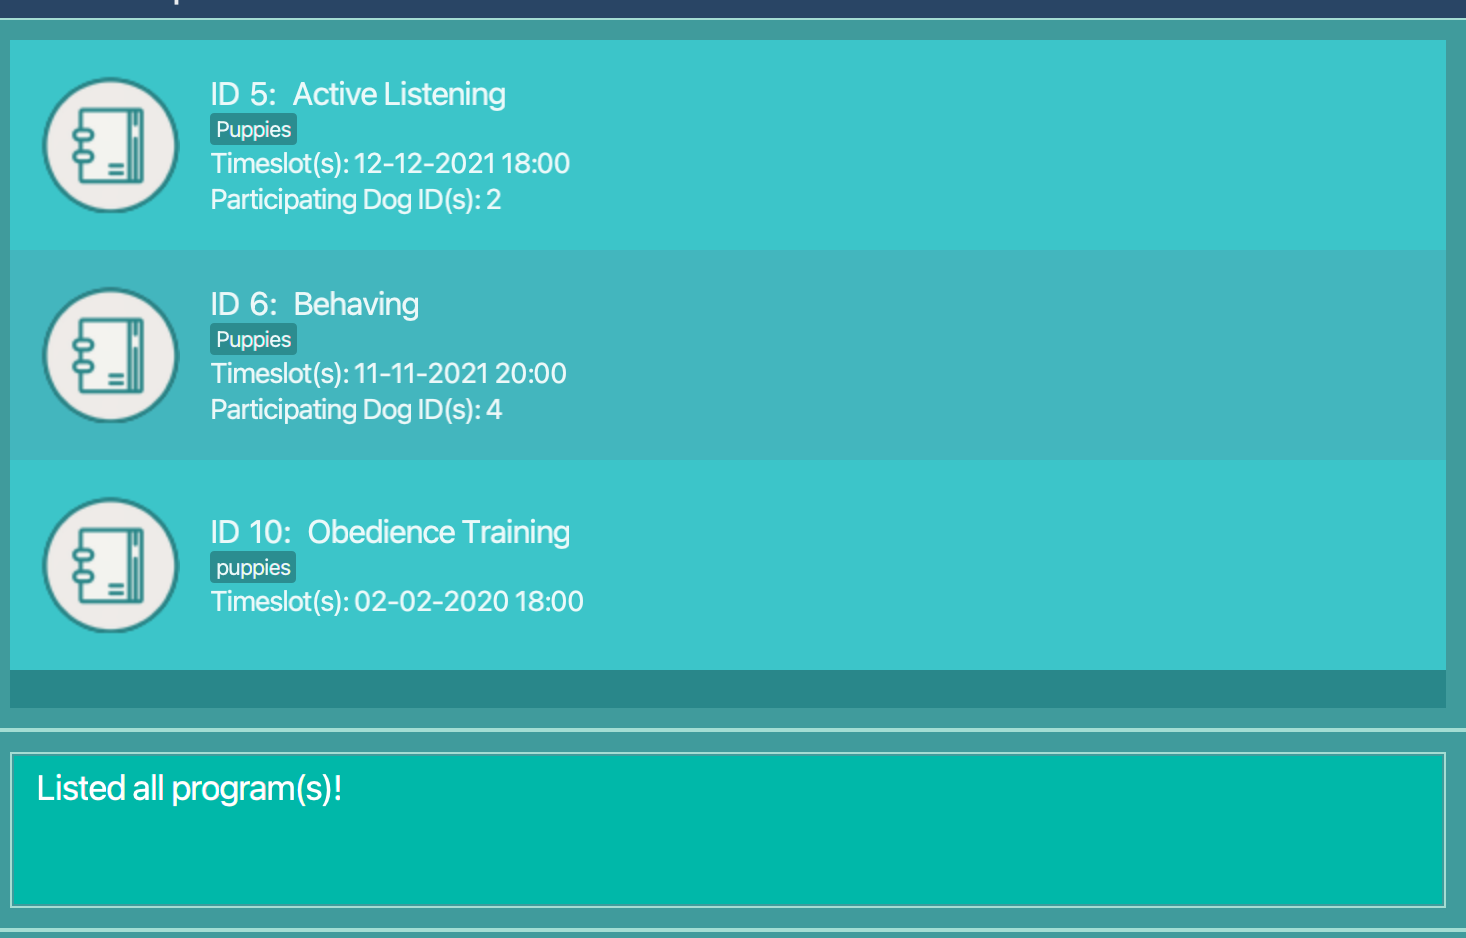 ID 5: Active Listening
Puppies
Timeslot(s): 12-12-2021 18:00
Participating Dog ID(s): 2
ID 6: Behaving
Puppies
Timeslot(s): 11-11-2021 20:00
Participating Dog ID(s): 4
ID 10: Obedience Training
puppies
Timeslot(s): 02-02-2020 18:00
Listed all program(s)!